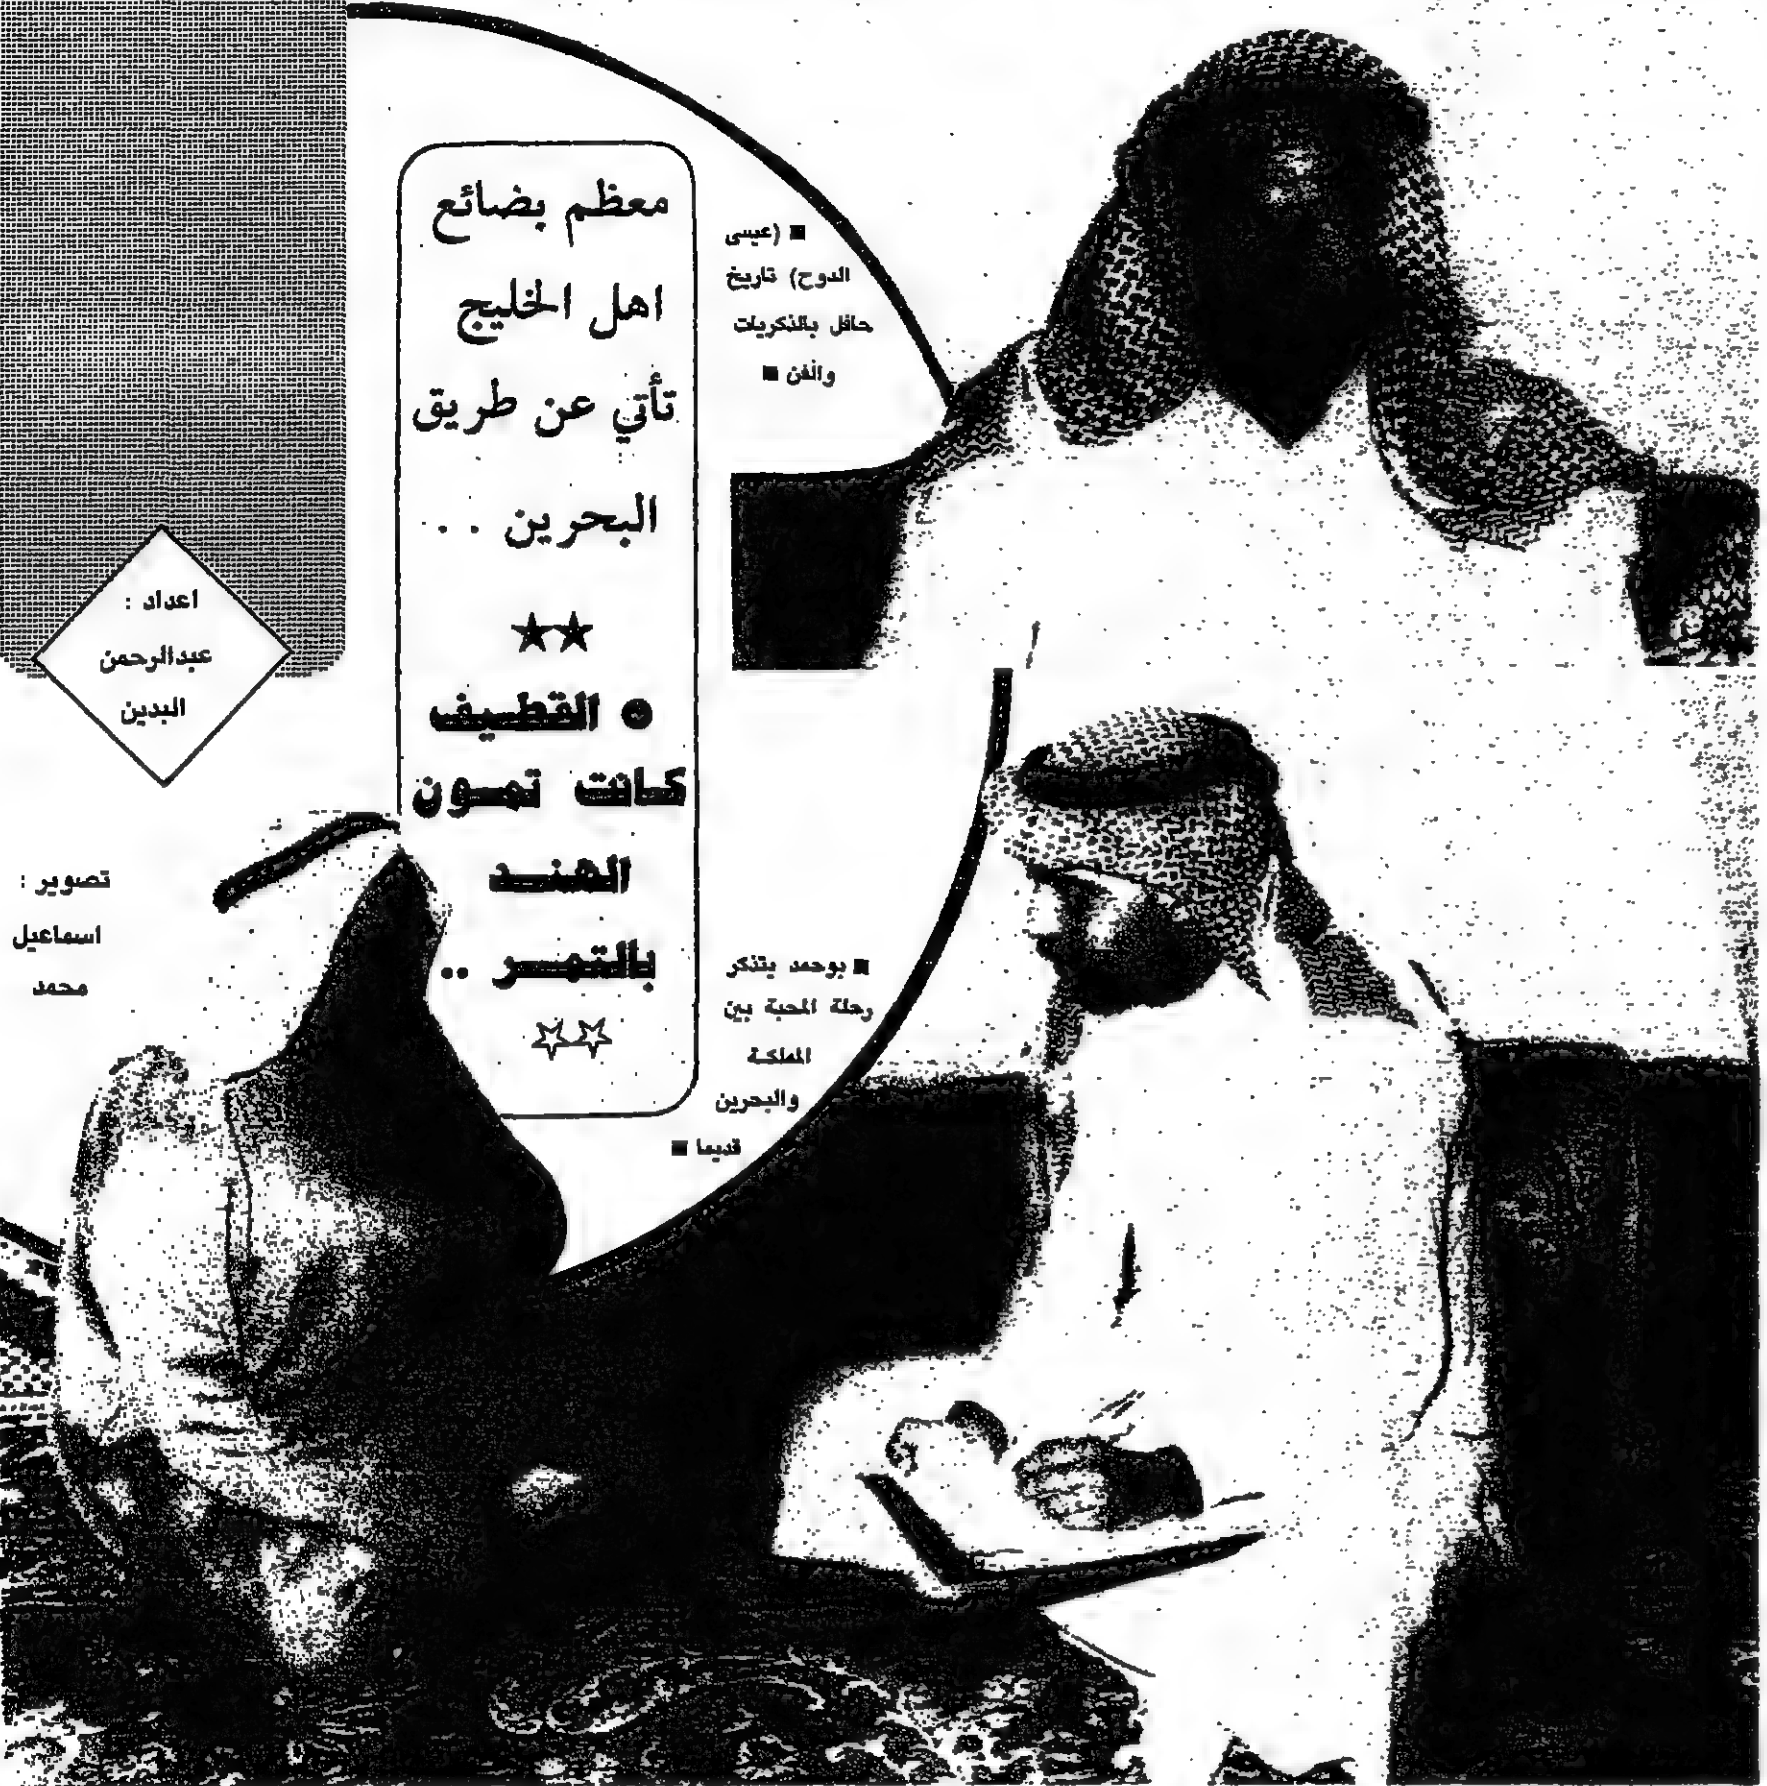 معظم بضائع
اهل الخليج
تأتي عن طريق
البحرين . .
● القطيف
كانت تمون
الهند
بالتمر ..
■ (عيسى
الدوخ) تاريخ
حافل بالذكريات
والفن ■
■ بوحمد يتذكر
رحلة المحبة بين
المملكة
والبحرين
قديما ■
اعداد :
عبدالرحمن
البدين
تصوير :
اسماعيل
محمد